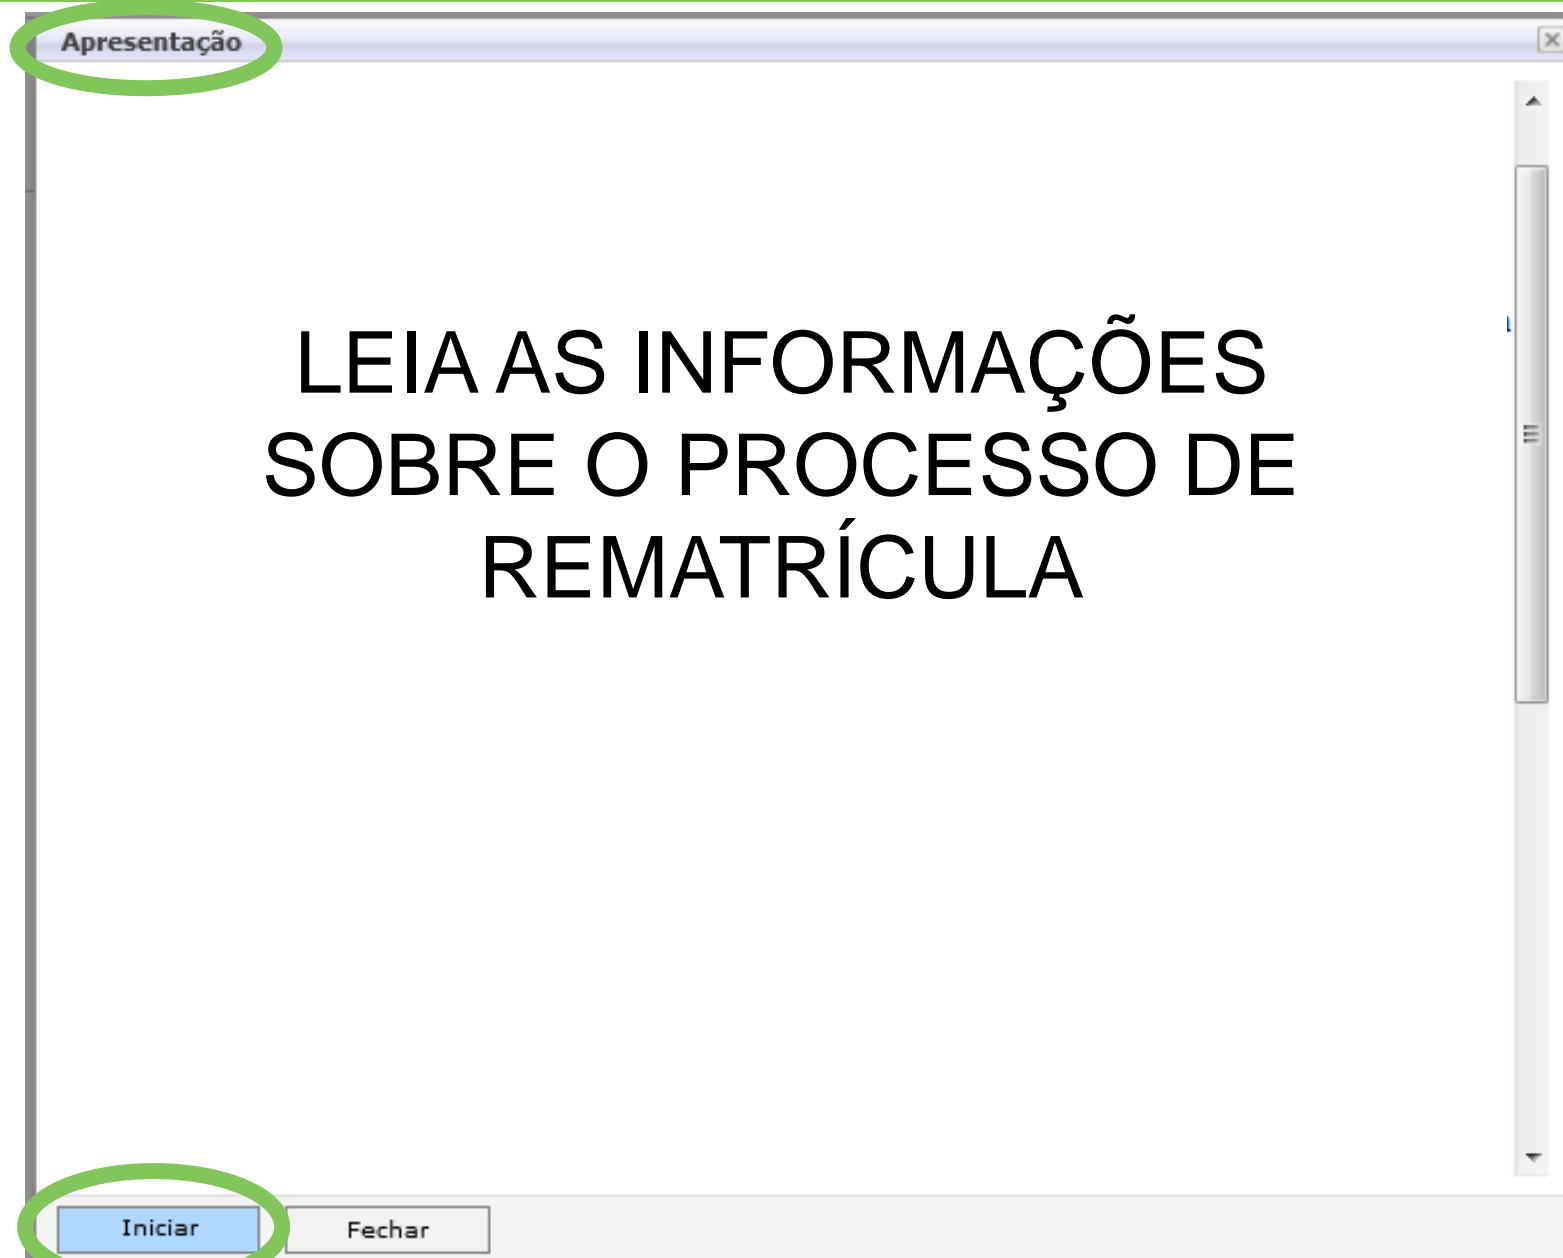 Apresentação
LEIA AS INFORMAÇÕES
SOBRE O PROCESSO DE
REMATRÍCULA
Iniciar
Fechar